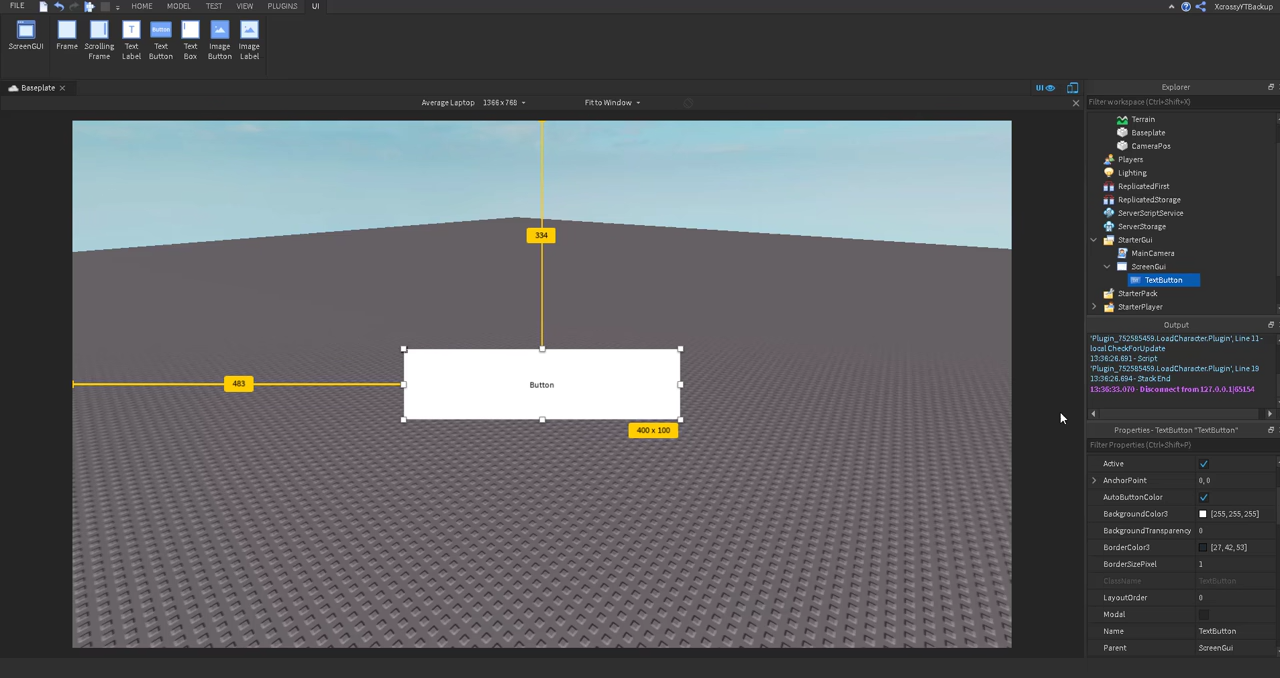 FILE HOME MODEL TEST VIEW PLUGINS UI XcrossyYTBackup
ScreenGUI Frame Scrolling Frame Text Label Text Button Text Box Image Button Image Label
Button
Baseplate UI Explorer
Average Laptop 1366 x 768 Fit to Window
Filter workspace (Ctrl+Shift+X)
Terrain
Baseplate
CameraPos
Players
Lighting
ReplicatedFirst
ReplicatedStorage
ServerScriptService
ServerStorage
StarterGui
MainCamera
ScreenGui
TextButton
StarterPack
StarterPlayer
334
483
Button
400 x 100
Output
'Plugin_752585459.LoadCharacter.Plugin', Line 11 -
local CheckForUpdate
13:36:26.691 - Script
'Plugin_752585459.LoadCharacter.Plugin', Line 19
13:36:26.694 - Stack End
13:36:33.070 - Disconnect from 127.0.0.1|65154
Properties - TextButton "TextButton"
Filter Properties (Ctrl+Shift+P)
Active
AnchorPoint 0, 0
AutoButtonColor
BackgroundColor3 [255, 255, 255]
BackgroundTransparency 0
BorderColor3 [27, 42, 53]
BorderSizePixel 1
ClassName TextButton
LayoutOrder 0
Modal
Name TextButton
Parent ScreenGui